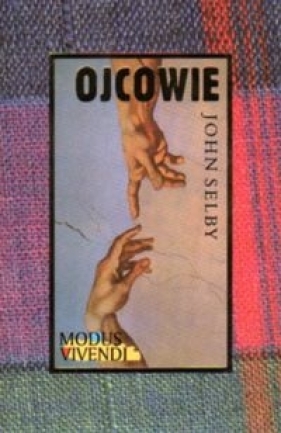 OJCOWIE
JOHN SELBY
MODUS
VIVENDI